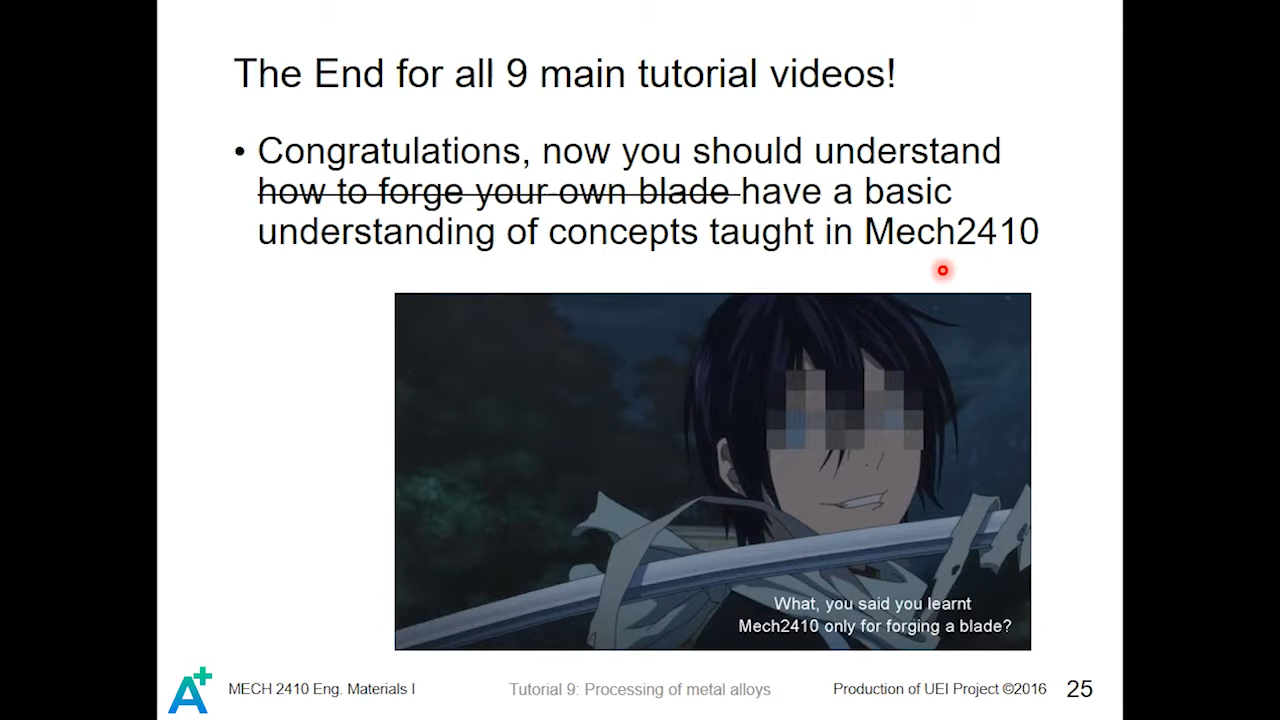 The End for all 9 main tutorial videos!
• Congratulations, now you should understand
how to forge your own blade have a basic
understanding of concepts taught in Mech2410
What, you said you learnt
Mech2410 only for forging a blade?
A+
MECH 2410 Eng. Materials I
Tutorial 9: Processing of metal alloys
Production of UEI Project ©2016
25